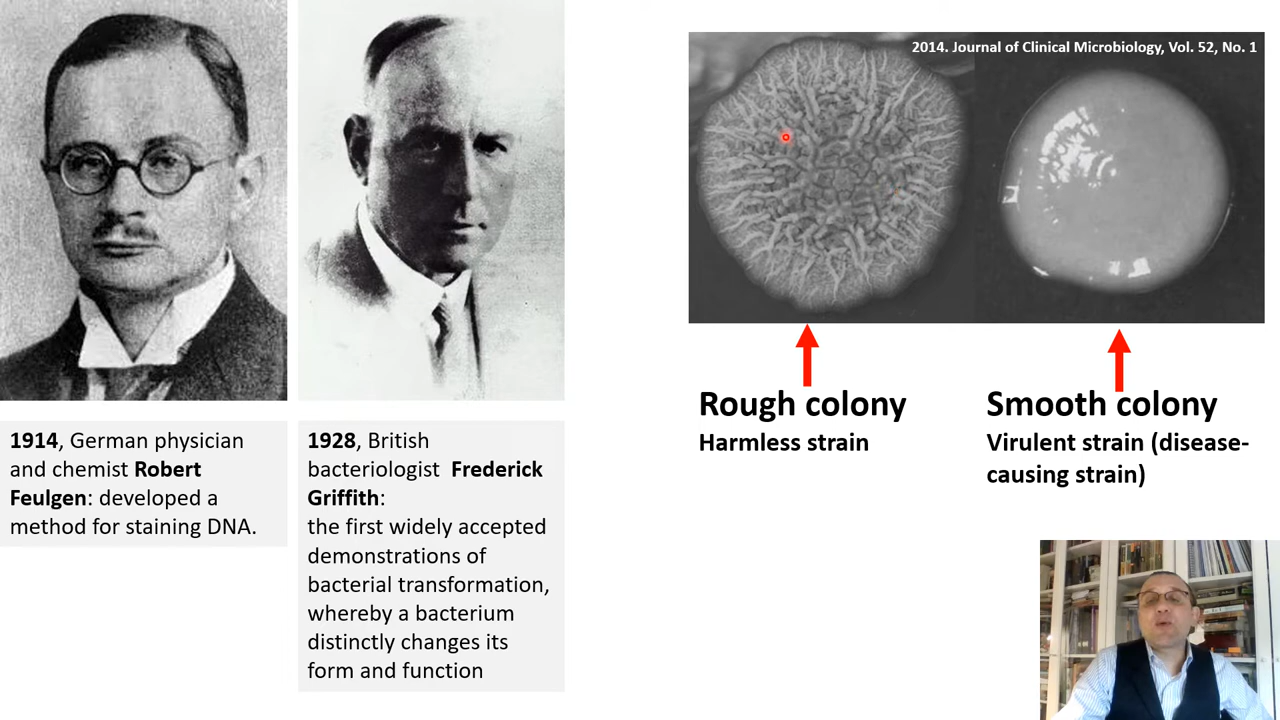 1914, German physician
and chemist Robert
Feulgen: developed a
method for staining DNA.
1928, British
bacteriologist Frederick
Griffith:
the first widely accepted
demonstrations of
bacterial transformation,
whereby a bacterium
distinctly changes its
form and function
2014. Journal of Clinical Microbiology, Vol. 52, No. 1
Rough colony
Harmless strain
Smooth colony
Virulent strain (disease-
causing strain)